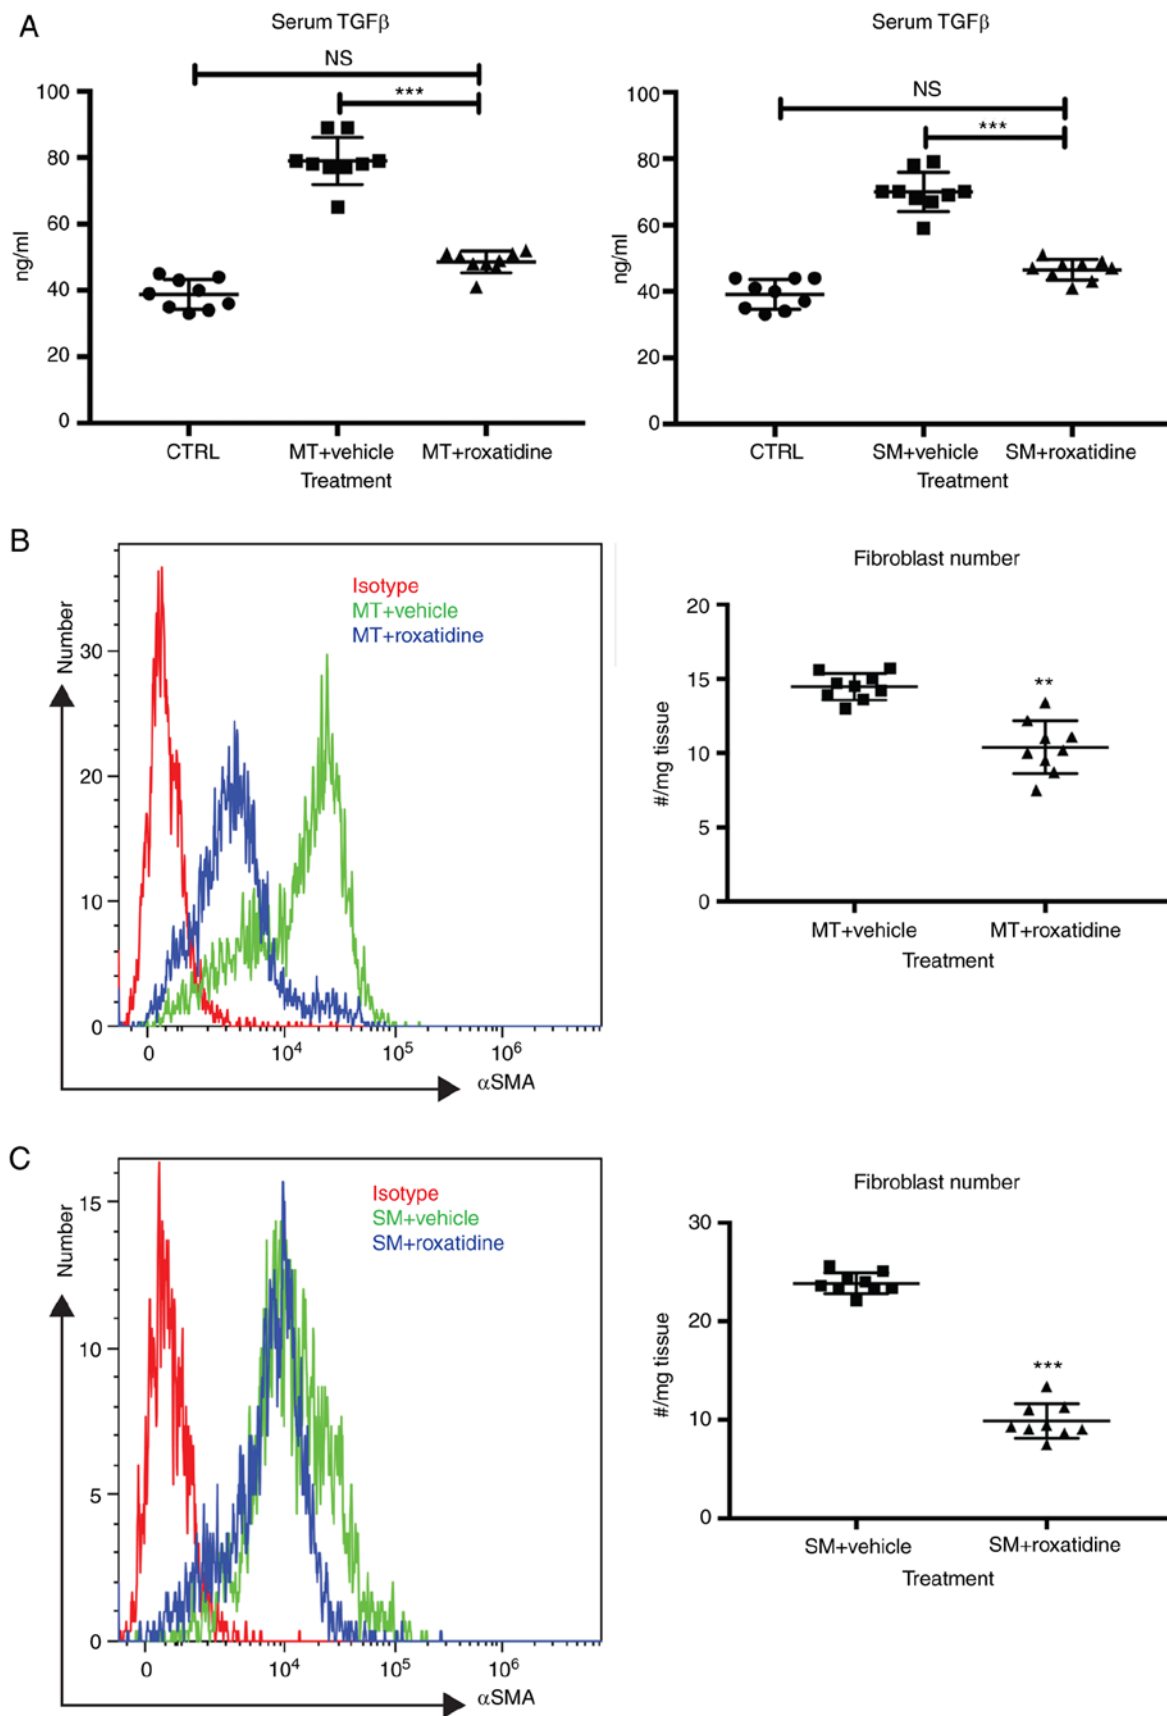 A
Serum TGFβ
NS
***
100
80
60
40
20
0
ng/ml
CTRL
MT+vehicle
MT+roxatidine
Treatment
Serum TGFβ
NS
***
100
80
60
40
20
0
ng/ml
CTRL
SM+vehicle
SM+roxatidine
Treatment
B
Number
30
20
10
0
Isotype
MT+vehicle
MT+roxatidine
0
10⁴
10⁵
10⁶
αSMA
Fibroblast number
20
15
10
5
0
#/mg tissue
**
MT+vehicle
MT+roxatidine
Treatment
C
Number
15
10
5
0
Isotype
SM+vehicle
SM+roxatidine
0
10⁴
10⁵
10⁶
αSMA
Fibroblast number
30
20
10
0
#/mg tissue
***
SM+vehicle
SM+roxatidine
Treatment